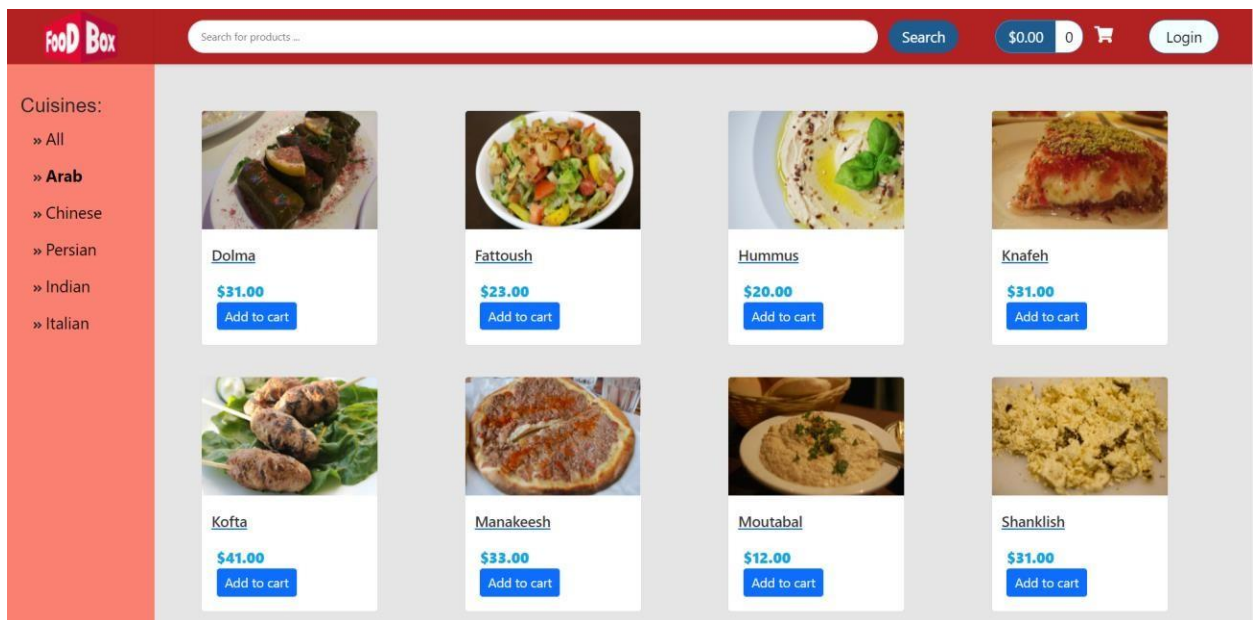 FooD Box
Search for products ...
Search
$0.00 0
Login
Cuisines:
» All
» Arab
» Chinese
» Persian
» Indian
» Italian
Dolma
$31.00
Add to cart
Fattoush
$23.00
Add to cart
Hummus
$20.00
Add to cart
Knafeh
$31.00
Add to cart
Kofta
$41.00
Add to cart
Manakeesh
$33.00
Add to cart
Moutabal
$12.00
Add to cart
Shanklish
$31.00
Add to cart